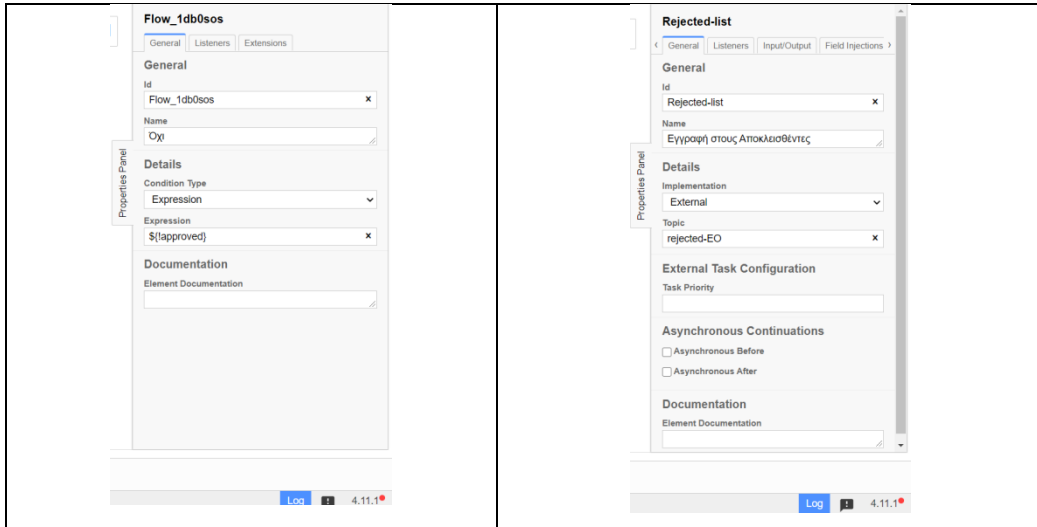 Flow_1db0sos
General Listeners Extensions
General
Id
Flow_1db0sos x
Name
Όχι
Properties Panel
Details
Condition Type
Expression
Expression
${!approved} x
Documentation
Element Documentation
Log 4.11.1
Rejected-list
General Listeners Input/Output Field Injections
General
Id
Rejected-list x
Name
Εγγραφή στους Αποκλεισθέντες
Properties Panel
Details
Implementation
External
Topic
rejected-EO x
External Task Configuration
Task Priority
Asynchronous Continuations
Asynchronous Before
Asynchronous After
Documentation
Element Documentation
Log 4.11.1